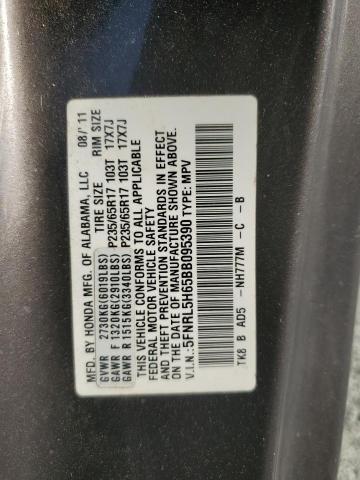 MFD. BY HONDA MFG. OF ALABAMA, LLC 08/'11
TIRE SIZE RIM SIZE
GVWR 2730KG(6019LBS)
GAWR F 1320KG(2910LBS) P235/65R17 103T 17X7J
GAWR R 1515KG(3340LBS) P235/65R17 103T 17X7J
THIS VEHICLE CONFORMS TO ALL APPLICABLE
FEDERAL MOTOR VEHICLE SAFETY
AND THEFT PREVENTION STANDARDS IN EFFECT
ON THE DATE OF MANUFACTURE SHOWN ABOVE.
V.I.N.: 5FNRL5H65BB095390 TYPE: MPV
TK8 B AD5 -NH777M -C -B